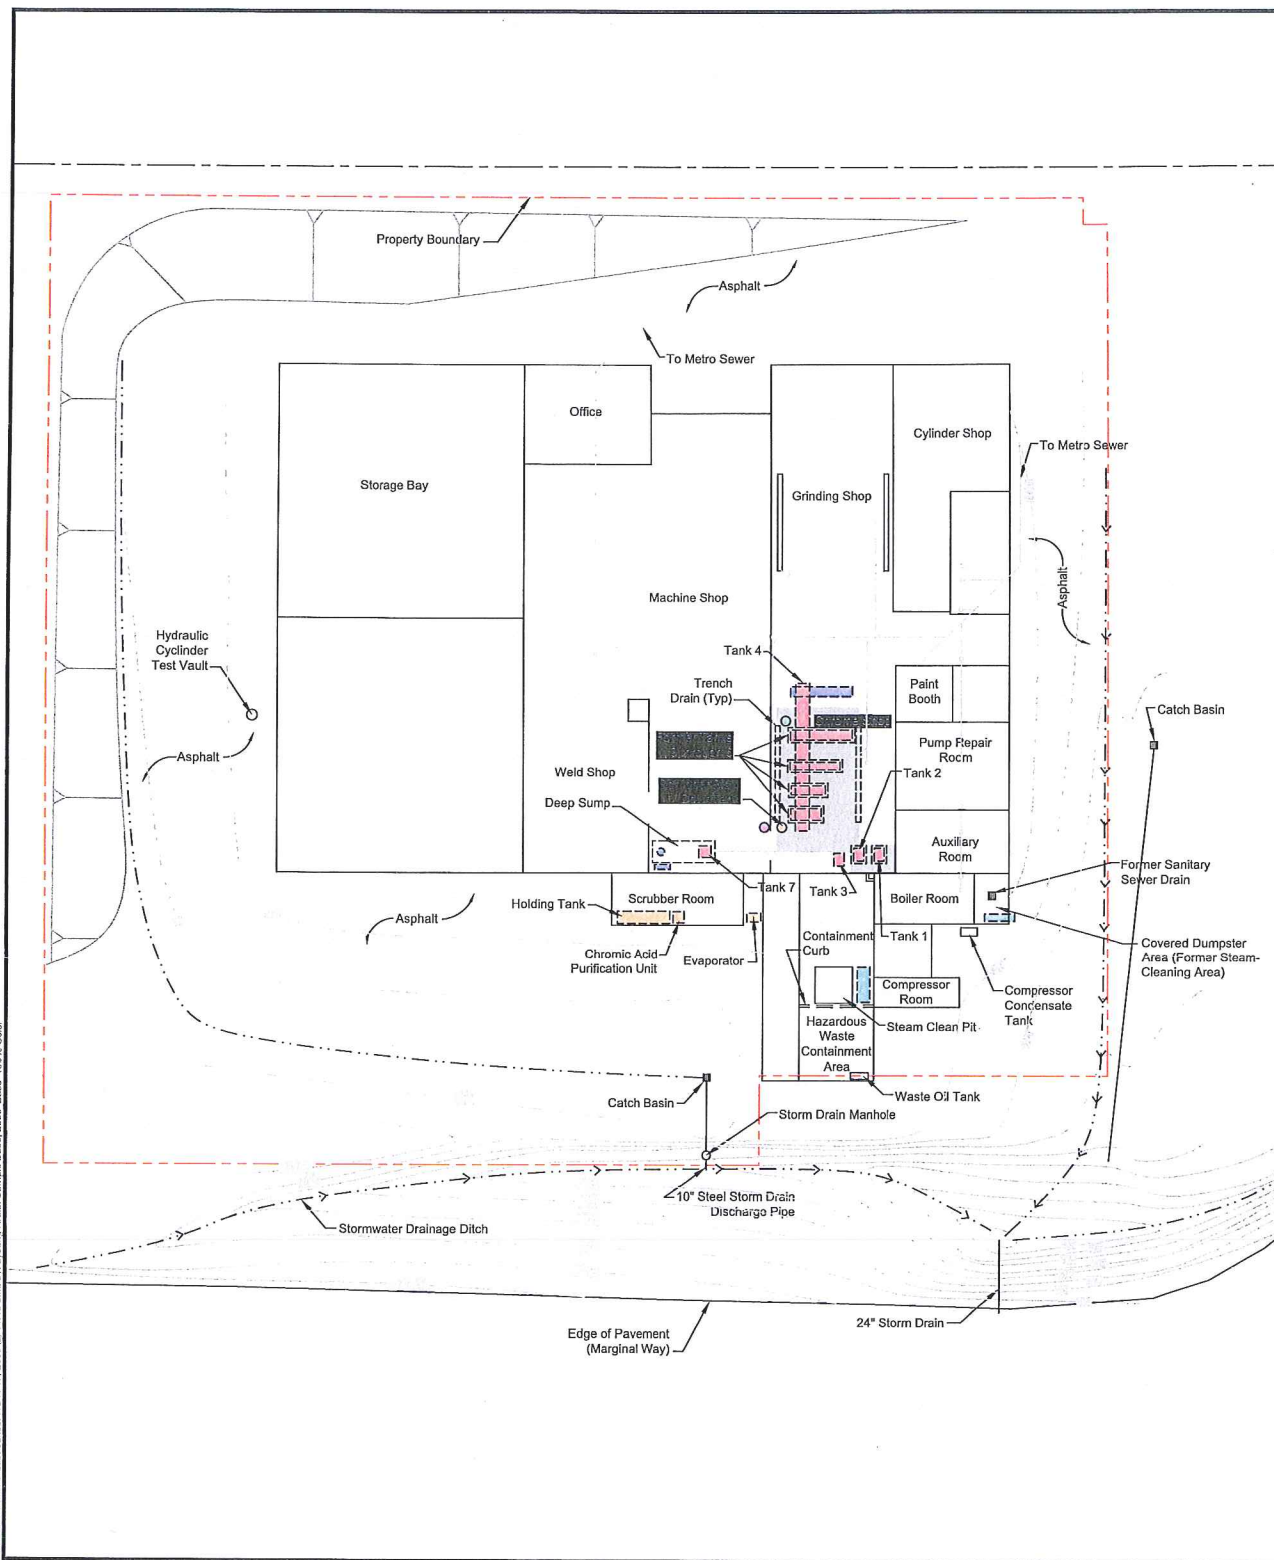 Property Boundary
Asphalt
To Metro Sewer
Office
Cylinder Shop
To Metro Sewer
Storage Bay
Grinding Shop
Asphalt
Machine Shop
Hydraulic
Cyclinder
Test Vault
Tank 4
Trench
Drain (Typ)
Paint
Booth
Catch Basin
Asphalt
Pump Repair
Room
Weld Shop
Tank 2
Deep Sump
Auxiliary
Room
Former Sanitary
Sewer Drain
Tank 7
Tank 3
Holding Tank
Scrubber Room
Boiler Room
Asphalt
Tank 1
Chromic Acid
Purification Unit
Evaporator
Containment
Curb
Covered Dumpster
Area (Former Steam-
Cleaning Area)
Compressor
Room
Compressor
Condensate
Tank
Hazardous
Waste
Containment
Area
Steam Clean Pit
Waste Oil Tank
Catch Basin
Storm Drain Manhole
10" Steel Storm Drain
Discharge Pipe
Stormwater Drainage Ditch
24" Storm Drain
Edge of Pavement
(Marginal Way)